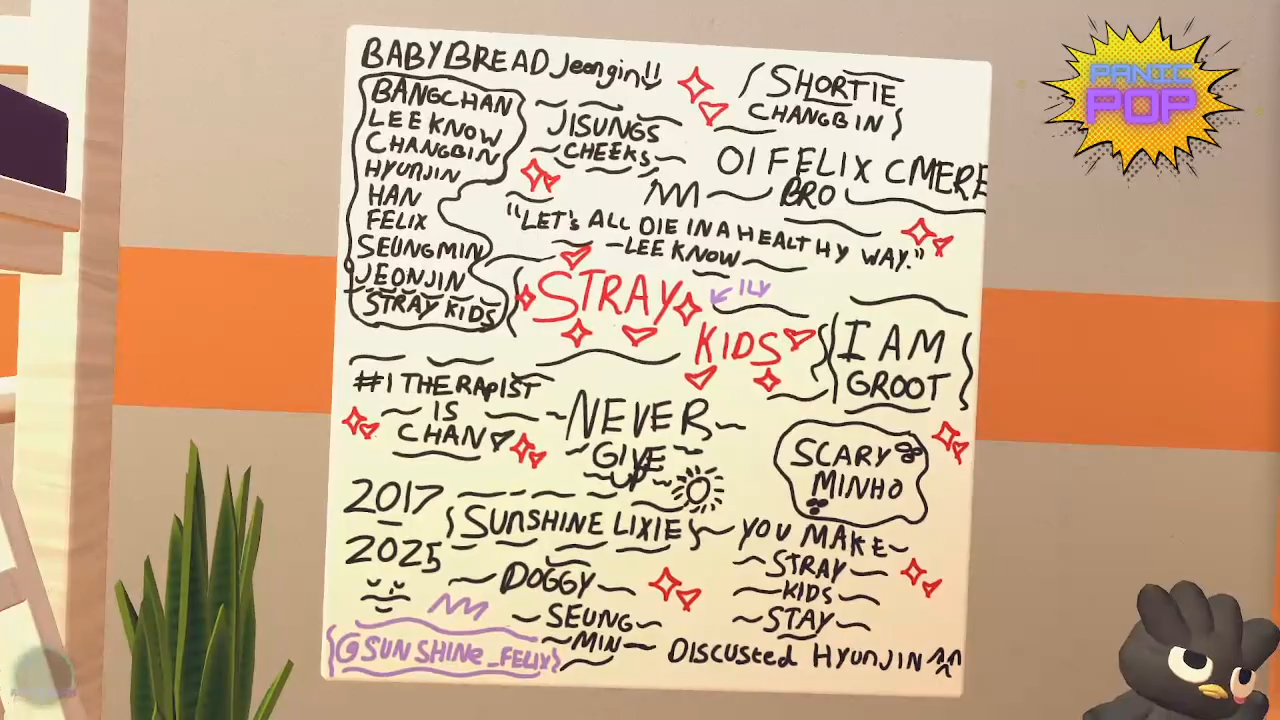 BABYBREAD Jeongin!!
BANGCHAN
LEE KNOW
CHANGBIN
HYUNJIN
HAN
FELIX
SEUNGMIN
JEONJIN
STRAY KIDS
JISUNGS
CHEEKS
SHORTIE
CHANGBIN
OI FELIX CMERE
BRO
"LET'S ALL DIE IN A HEALTHY WAY."
-LEE KNOW
STRAY
KIDS
ILY
I AM
GROOT
#1 THERAPIST
IS
CHAN
NEVER
GIVE
UP
SCARY
MINHO
2017
-
2025
SUNSHINE LIXIE
YOU MAKE
STRAY
KIDS
STAY
DOGGY
SEUNG
MIN
DISCUSTED HYUNJIN ^^
@SUNSHINE_FELIX
PANIC
POP